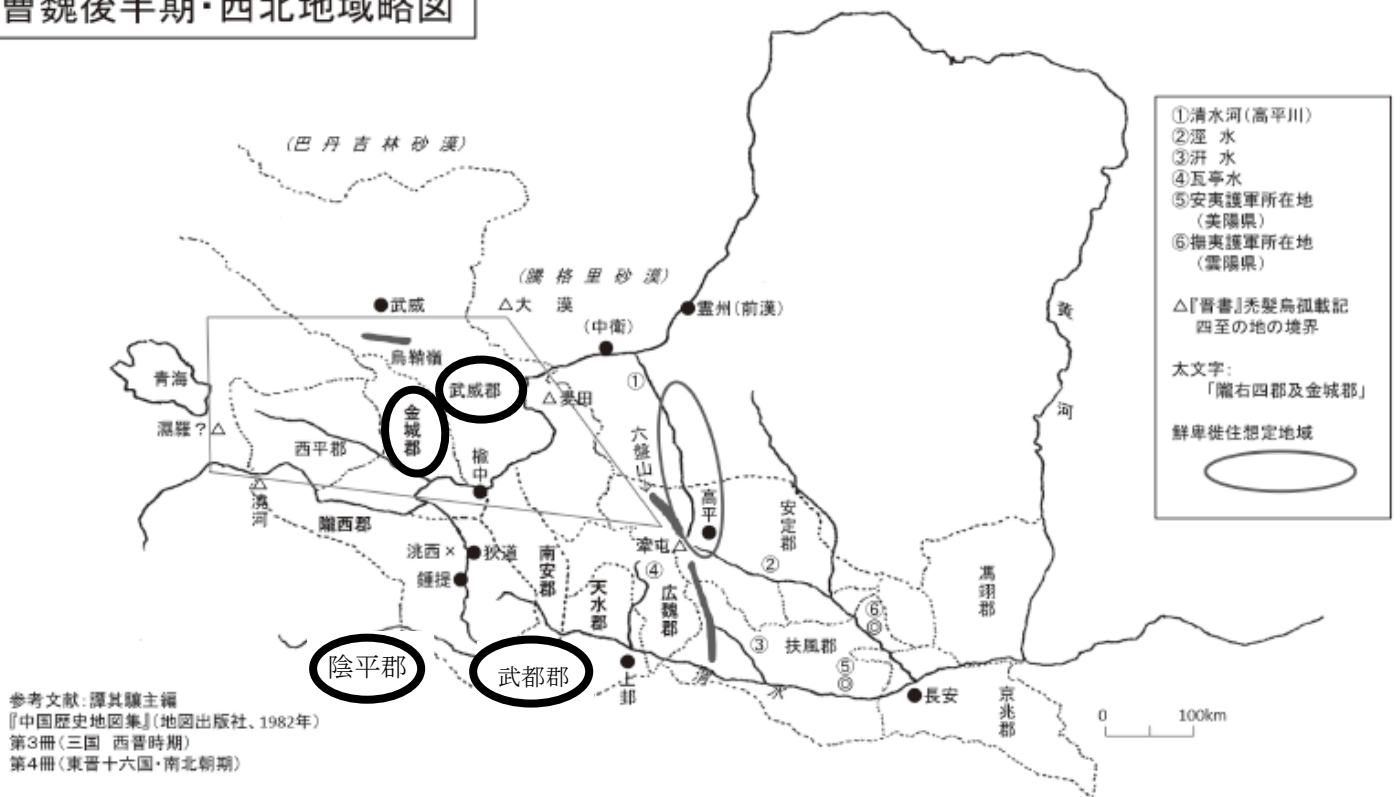 曹魏後半期・西北地域略図
(巴丹吉林砂漠)
(騰格里砂漠)
●武威
△大漠
(中衛)
霊州(前漢)
烏鞘嶺
武威郡
△麦田
①
青海
金城郡
六盤山
濕羅?△
西平郡
楡中
黄河
△澆河
隴西郡
高平
安定郡
洮西×
狄道
南安郡
牽屯△
④
②
鍾提
天水郡
広魏郡
⑥
◎
馮翊郡
③
扶風郡
陰平郡
武都郡
上邽
渭水
⑤
◎
長安
京兆郡
①清水河(高平川)
②涇 水
③汧 水
④瓦亭水
⑤安夷護軍所在地
(美陽県)
⑥撫夷護軍所在地
(雲陽県)
△『晋書』禿髪烏孤載記
四至の地の境界
太文字:
「隴右四郡及金城郡」
鮮卑徙住想定地域
0 100km
参考文献:譚其驤主編
『中国歴史地図集』(地図出版社、1982年)
第3冊(三国 西晋時期)
第4冊(東晋十六国・南北朝期)